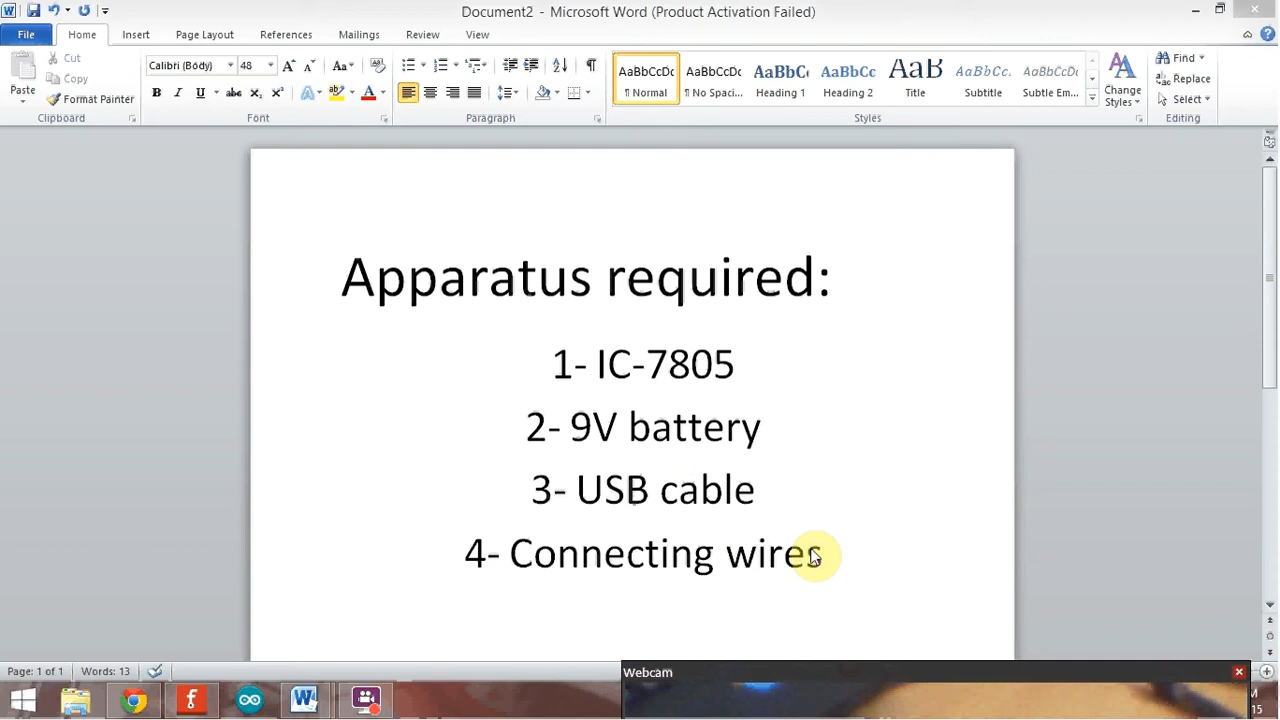 Document2 - Microsoft Word (Product Activation Failed)
File Home Insert Page Layout References Mailings Review View
Paste
Cut
Copy
Format Painter
Clipboard
Calibri (Body) 48
Font
Paragraph
AaBbCcDc AaBbCcDc AaBbCc AaBbCc AaB AaBbCcDc AaBbCcDc
¶ Normal ¶ No Spaci... Heading 1 Heading 2 Title Subtitle Subtle Em...
Change Styles
Styles
Find
Replace
Select
Editing
Apparatus required:
1- IC-7805
2- 9V battery
3- USB cable
4- Connecting wires
Page: 1 of 1 Words: 13
Webcam